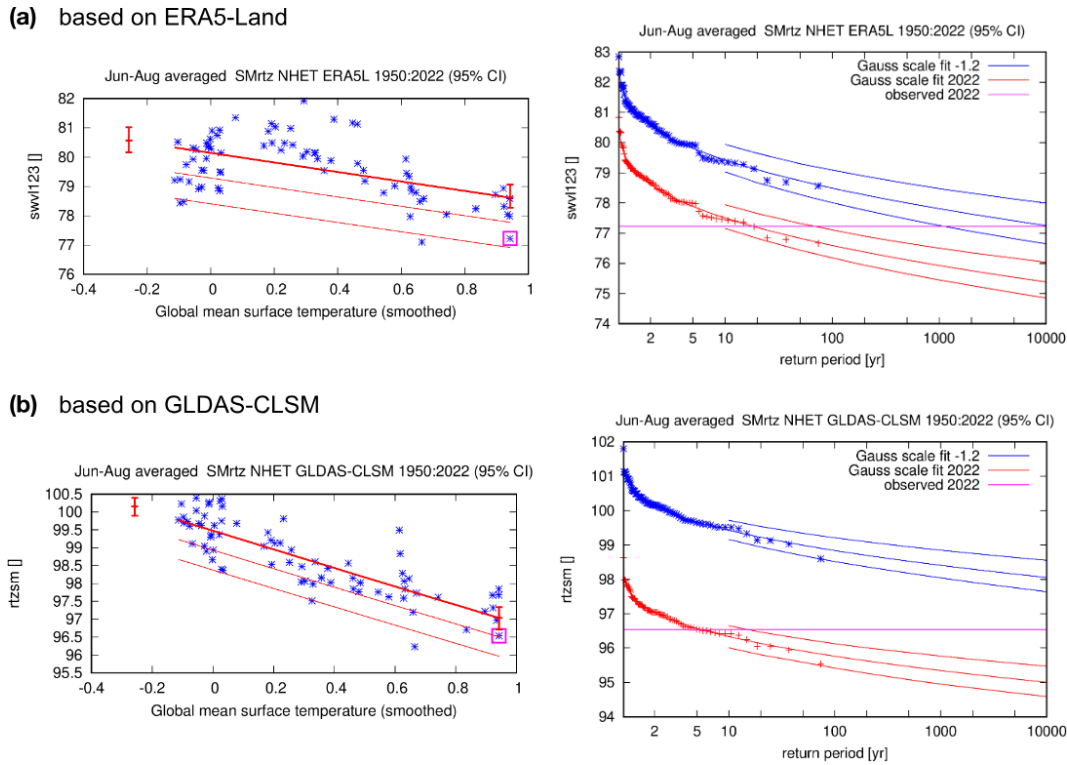 (a) based on ERA5-Land
Jun-Aug averaged SMrtz NHET ERA5L 1950:2022 (95% CI)
82
81
80
79
78
77
76
swvl123 []
-0.4 -0.2 0 0.2 0.4 0.6 0.8 1
Global mean surface temperature (smoothed)
Jun-Aug averaged SMrtz NHET ERA5L 1950:2022 (95% CI)
Gauss scale fit -1.2
Gauss scale fit 2022
observed 2022
83
82
81
80
79
78
77
76
75
74
swvl123 []
2 5 10 100 1000 10000
return period [yr]
(b) based on GLDAS-CLSM
Jun-Aug averaged SMrtz NHET GLDAS-CLSM 1950:2022 (95% CI)
100.5
100
99.5
99
98.5
98
97.5
97
96.5
96
95.5
rtzsm []
-0.4 -0.2 0 0.2 0.4 0.6 0.8 1
Global mean surface temperature (smoothed)
Jun-Aug averaged SMrtz NHET GLDAS-CLSM 1950:2022 (95% CI)
Gauss scale fit -1.2
Gauss scale fit 2022
observed 2022
102
101
100
99
98
97
96
95
94
rtzsm []
2 5 10 100 1000 10000
return period [yr]